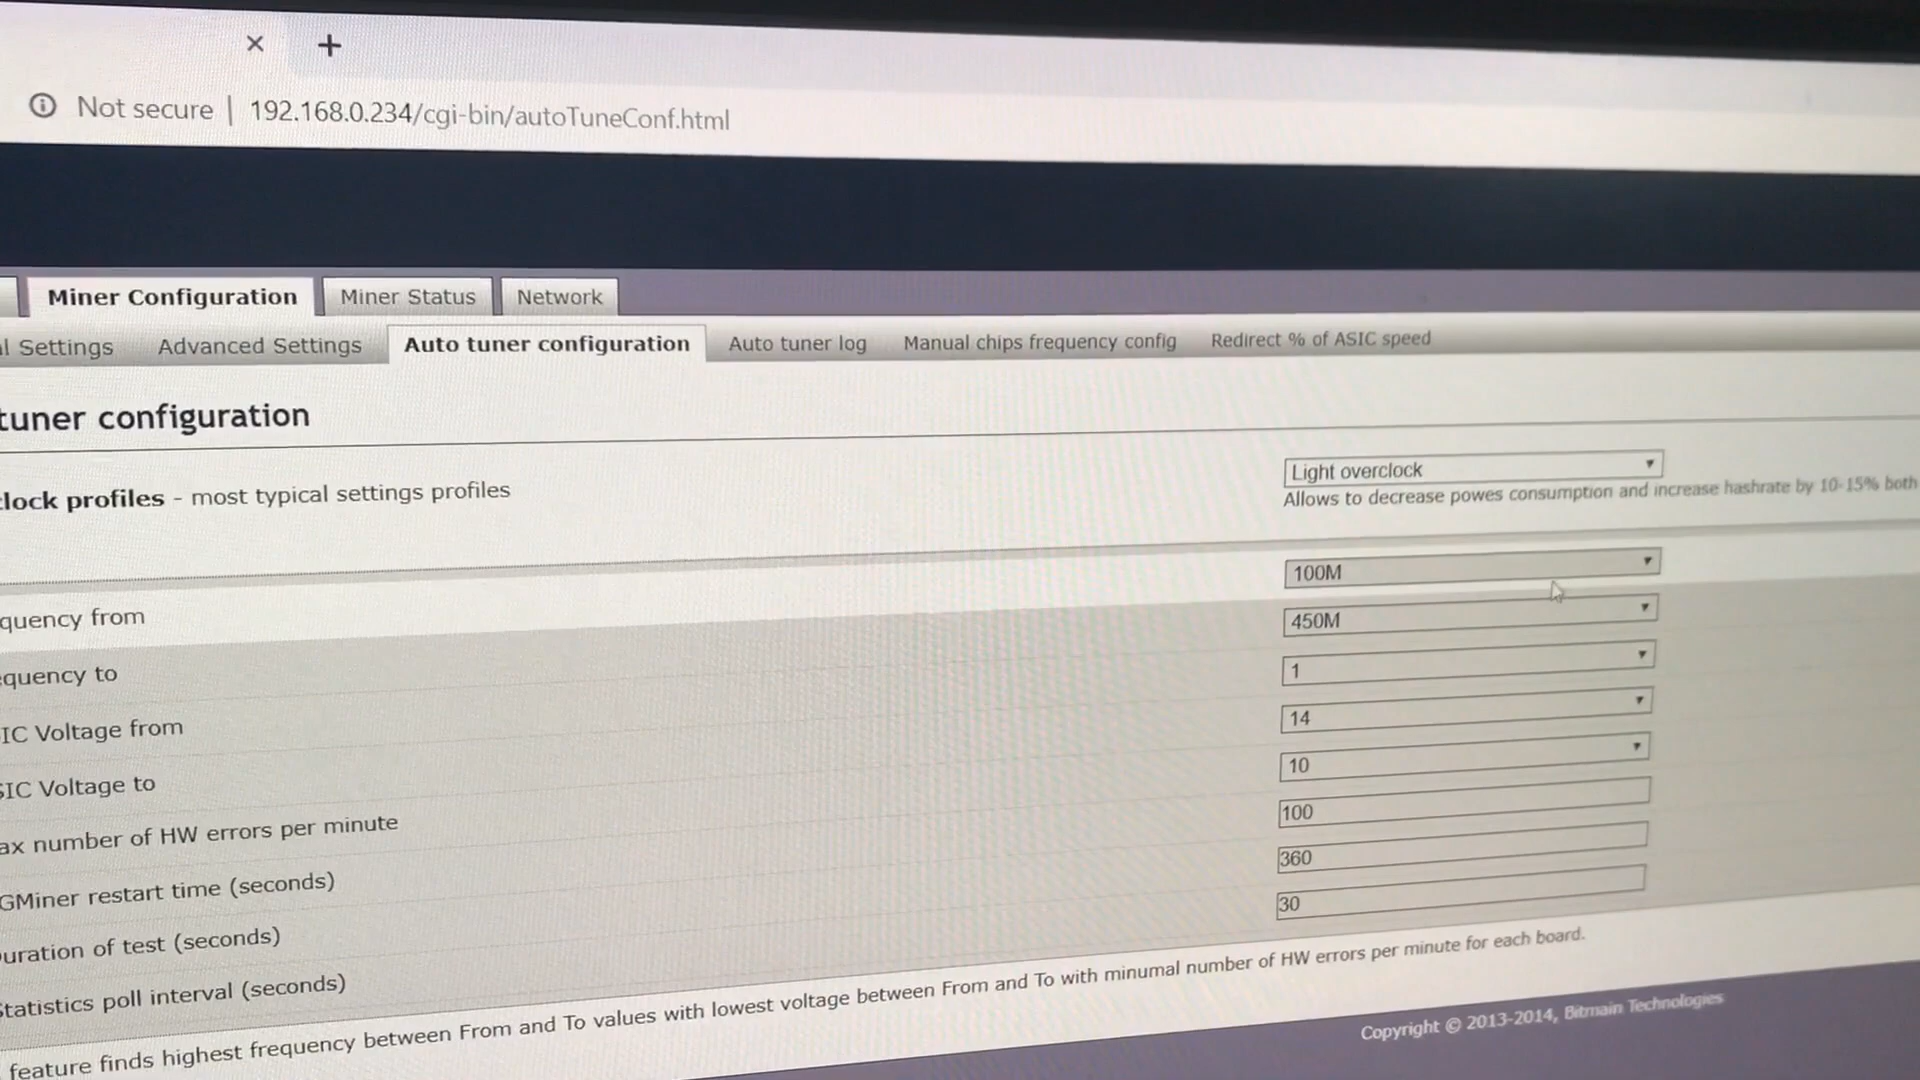 Not secure | 192.168.0.234/cgi-bin/autoTuneConf.html
Miner Configuration Miner Status Network
l Settings Advanced Settings Auto tuner configuration Auto tuner log Manual chips frequency config Redirect % of ASIC speed
tuner configuration
clock profiles - most typical settings profiles
Light overclock
Allows to decrease powes consumption and increase hashrate by 10-15% both
quency from
100M
equency to
450M
IC Voltage from
1
SIC Voltage to
14
ax number of HW errors per minute
10
GMiner restart time (seconds)
100
uration of test (seconds)
360
Statistics poll interval (seconds)
30
feature finds highest frequency between From and To values with lowest voltage between From and To with minumal number of HW errors per minute for each board.
Copyright © 2013-2014, Bitmain Technologies